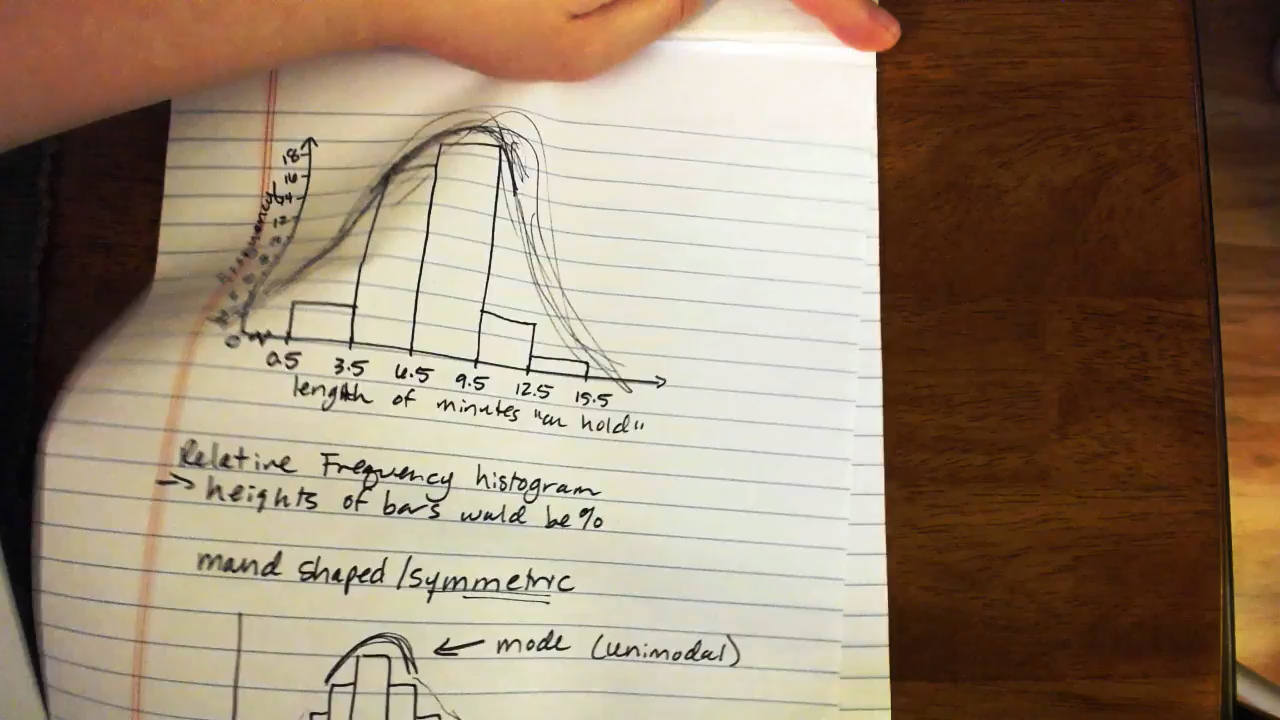 18
16
14
12
Frequency
0
0.5 3.5 6.5 9.5 12.5 15.5
length of minutes "on hold"
Relative Frequency histogram
→ heights of bars would be %
mound shaped / symmetric
← mode (unimodal)